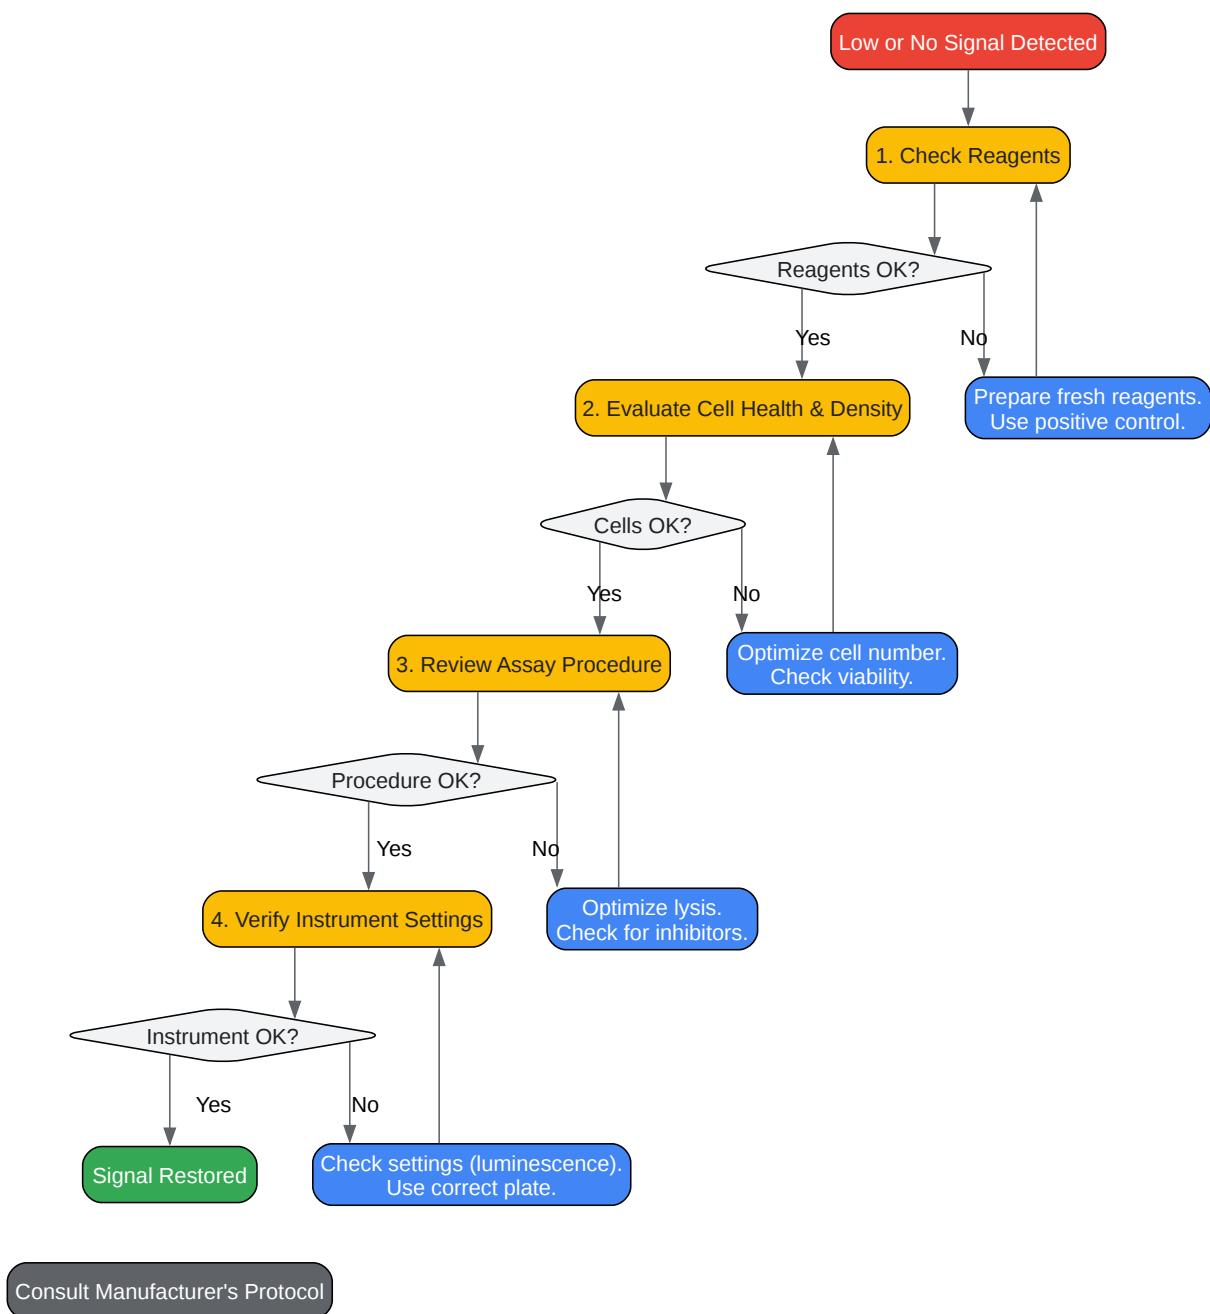 Low or No Signal Detected
1. Check Reagents
Reagents OK?
Yes
No
Prepare fresh reagents.
Use positive control.
2. Evaluate Cell Health & Density
Cells OK?
Yes
No
Optimize cell number.
Check viability.
3. Review Assay Procedure
Procedure OK?
Yes
No
Optimize lysis.
Check for inhibitors.
4. Verify Instrument Settings
Instrument OK?
Yes
No
Signal Restored
Check settings (luminescence).
Use correct plate.
Consult Manufacturer's Protocol